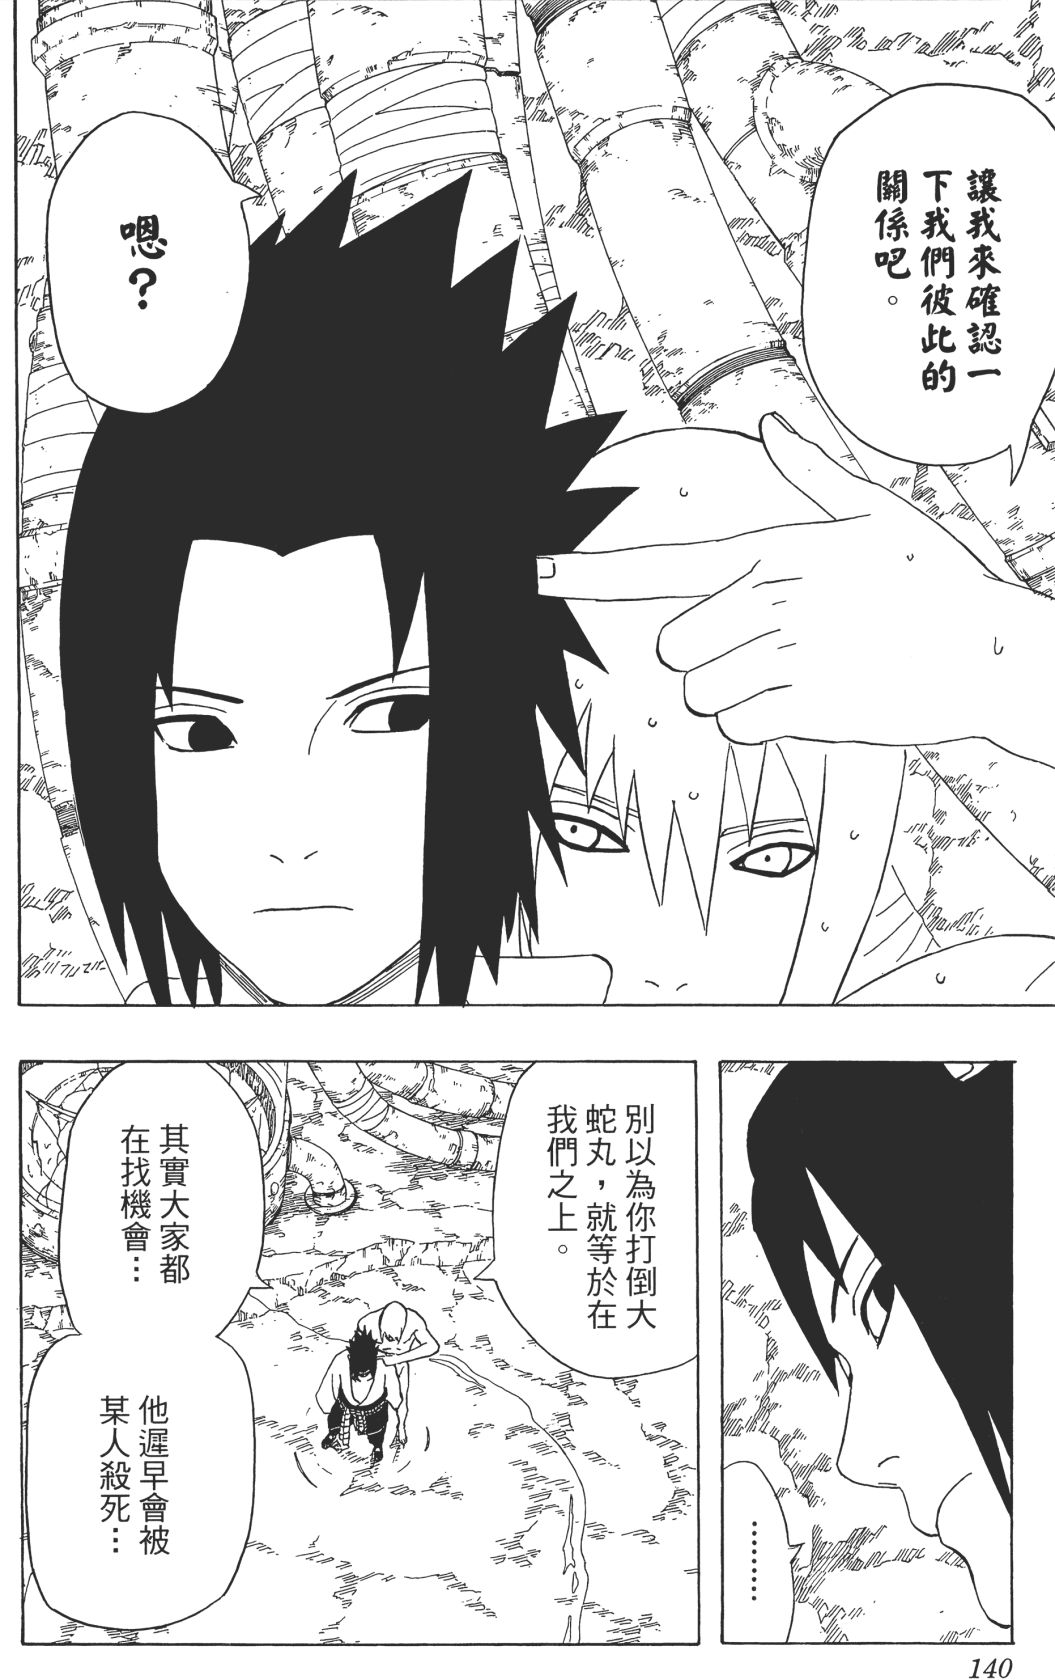 讓我來確認一
下我們彼此的
關係吧。
嗯？
………
別以為你打倒大
蛇丸，就等於在
我們之上。
其實大家都
在找機會…
他遲早會被
某人殺死…
140